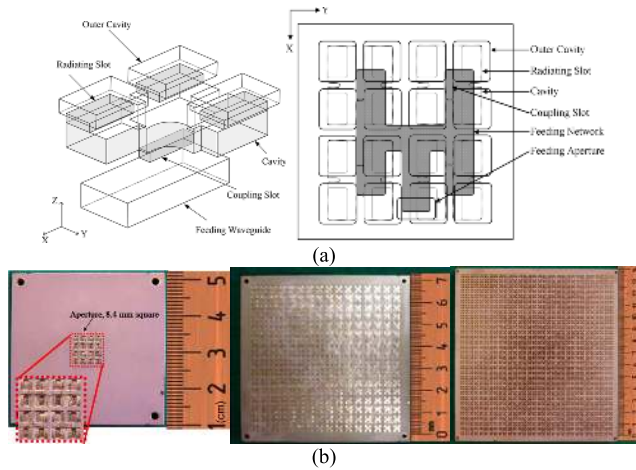 Outer Cavity
Radiating Slot
Cavity
Coupling Slot
Feeding Waveguide
Z
X
Y
Y
X
Outer Cavity
Radiating Slot
Cavity
Coupling Slot
Feeding Network
Feeding Aperture
(a)
Aperture, 8.4 mm square
5
4
3
2
1(cm)
7
6
5
4
3
2
1
0
(b)